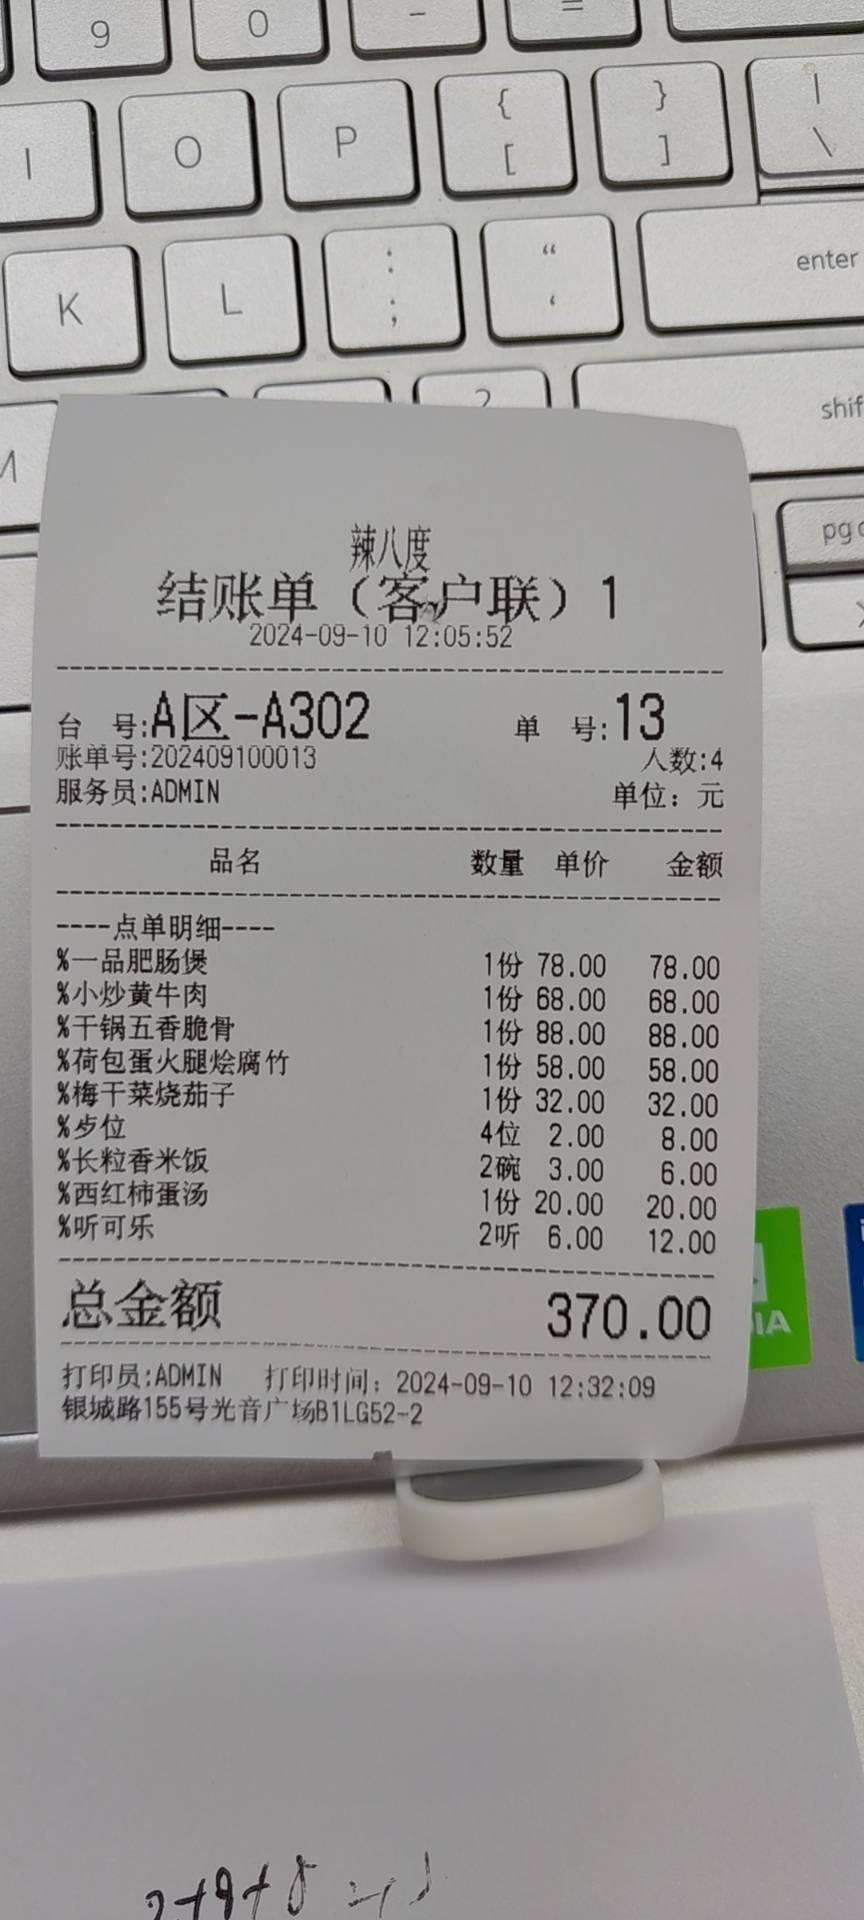 9 0 - =
I O P { [ } ] | \
K L : ; “ ‘ enter
M ? shif
pg
辣八度
结账单（客户联）1
2024-09-10 12:05:52
台 号:A区-A302 单 号:13
账单号:202409100013 人数:4
服务员:ADMIN 单位：元
品名 数量 单价 金额
----点单明细----
%一品肥肠煲 1份 78.00 78.00
%小炒黄牛肉 1份 68.00 68.00
%干锅五香脆骨 1份 88.00 88.00
%荷包蛋火腿烩腐竹 1份 58.00 58.00
%梅干菜烧茄子 1份 32.00 32.00
%歺位 4位 2.00 8.00
%长粒香米饭 2碗 3.00 6.00
%西红柿蛋汤 1份 20.00 20.00
%听可乐 2听 6.00 12.00
总金额 370.00
打印员:ADMIN 打印时间：2024-09-10 12:32:09
银城路155号光音广场B1LG52-2